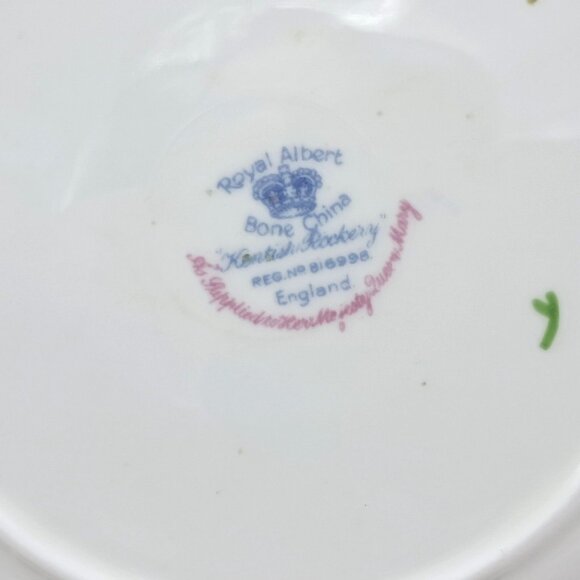 Royal Albert
Bone China
"Kentish Rockery"
REG. No 816998.
England.
As Supplied to Her Majesty Queen Mary